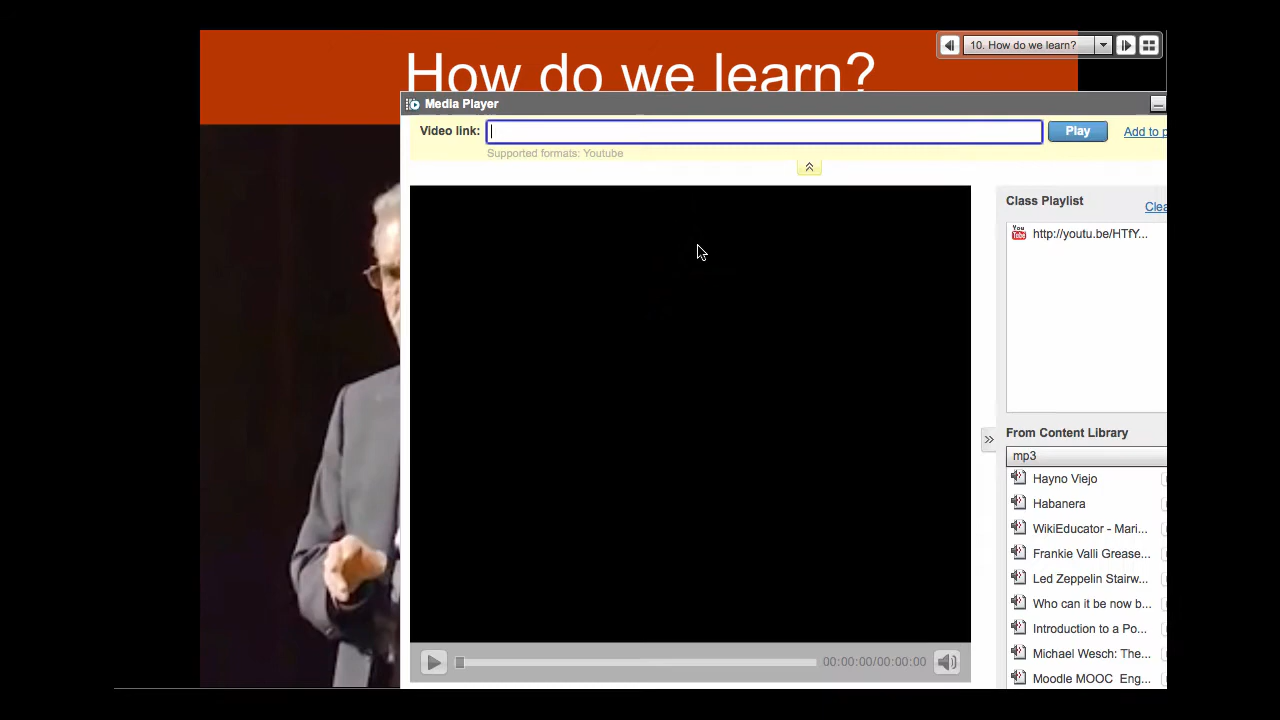 How do we learn?
10. How do we learn?
Media Player
Video link:
Play
Add to p
Supported formats: Youtube
Class Playlist
Clea
You Tube
http://youtu.be/HTfY...
From Content Library
mp3
Hayno Viejo
Habanera
WikiEducator - Mari...
Frankie Valli Grease...
Led Zeppelin Stairw...
Who can it be now b...
Introduction to a Po...
Michael Wesch: The...
Moodle MOOC Eng...
00:00:00/00:00:00